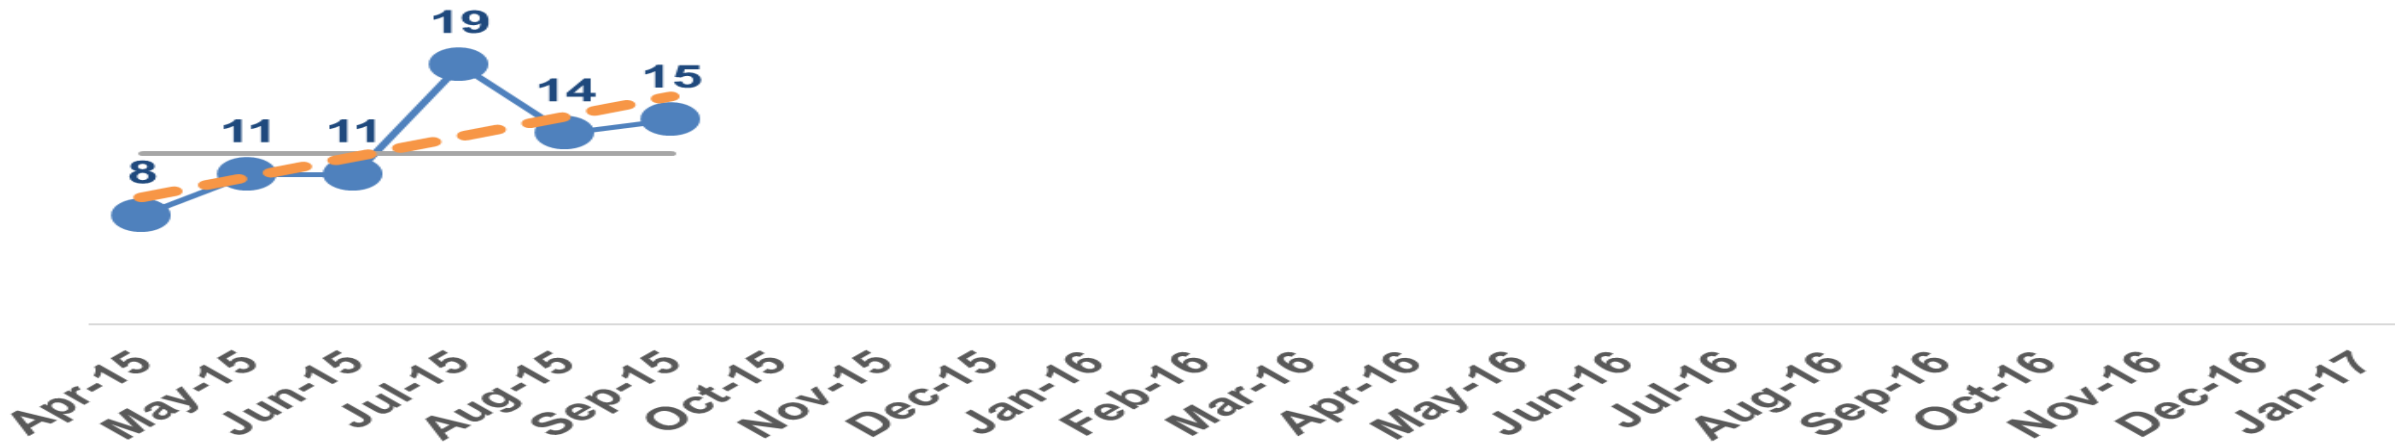 19
14
15
11
11
8
Apr-15
May-15
Jun-15
Jul-15
Aug-15
Sep-15
Oct-15
Nov-15
Dec-15
Jan-16
Feb-16
Mar-16
Apr-16
May-16
Jun-16
Jul-16
Aug-16
Sep-16
Oct-16
Nov-16
Dec-16
Jan-17